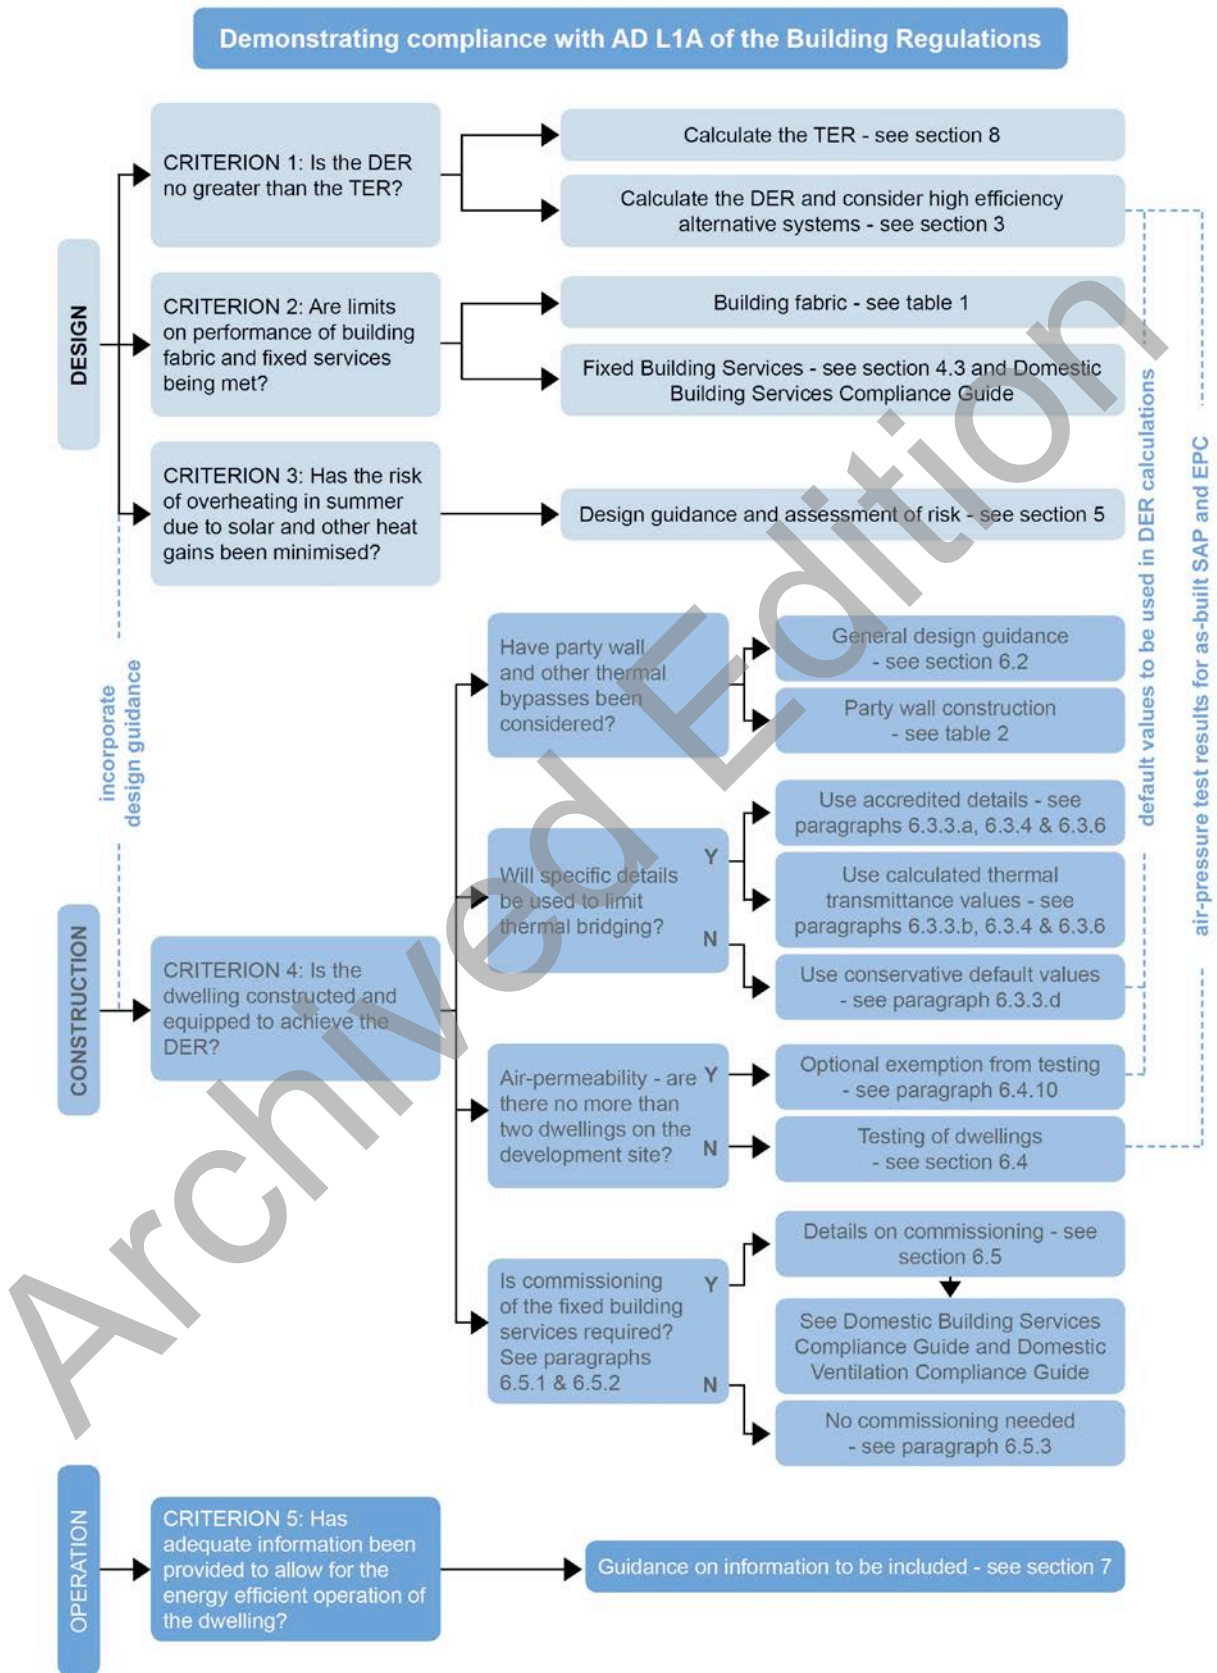 Demonstrating compliance with AD L1A of the Building Regulations
DESIGN
CRITERION 1: Is the DER
no greater than the TER?
Calculate the TER - see section 8
Calculate the DER and consider high efficiency
alternative systems - see section 3
CRITERION 2: Are limits
on performance of building
fabric and fixed services
being met?
Building fabric - see table 1
Fixed Building Services - see section 4.3 and Domestic
Building Services Compliance Guide
CRITERION 3: Has the risk
of overheating in summer
due to solar and other heat
gains been minimised?
Design guidance and assessment of risk - see section 5
incorporate
design guidance
default values to be used in DER calculations
air-pressure test results for as-built SAP and EPC
CONSTRUCTION
CRITERION 4: Is the
dwelling constructed and
equipped to achieve the
DER?
Have party wall
and other thermal
bypasses been
considered?
General design guidance
- see section 6.2
Party wall construction
- see table 2
Will specific details
be used to limit
thermal bridging?
Y
N
Use accredited details - see
paragraphs 6.3.3.a, 6.3.4 & 6.3.6
Use calculated thermal
transmittance values - see
paragraphs 6.3.3.b, 6.3.4 & 6.3.6
Use conservative default values
- see paragraph 6.3.3.d
Air-permeability - are
there no more than
two dwellings on the
development site?
Y
N
Optional exemption from testing
- see paragraph 6.4.10
Testing of dwellings
- see section 6.4
Is commissioning
of the fixed building
services required?
See paragraphs
6.5.1 & 6.5.2
Y
N
Details on commissioning - see
section 6.5
See Domestic Building Services
Compliance Guide and Domestic
Ventilation Compliance Guide
No commissioning needed
- see paragraph 6.5.3
OPERATION
CRITERION 5: Has
adequate information been
provided to allow for the
energy efficient operation of
the dwelling?
Guidance on information to be included - see section 7
Archived Edition